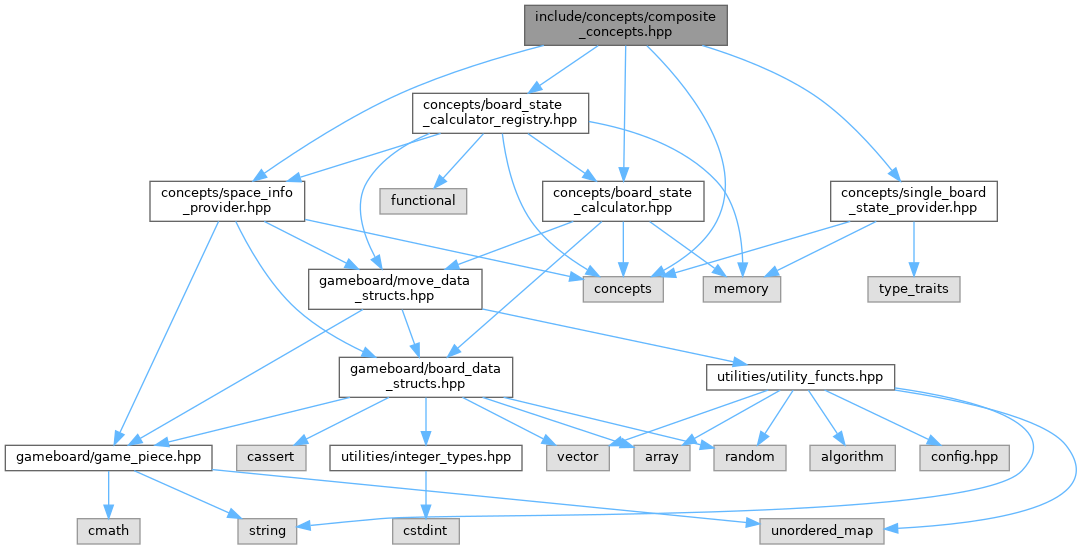 include/concepts/composite
_concepts.hpp
concepts/board_state
_calculator_registry.hpp
concepts/space_info
_provider.hpp
functional
concepts/board_state
_calculator.hpp
concepts/single_board
_state_provider.hpp
gameboard/move_data
_structs.hpp
concepts
memory
type_traits
gameboard/board_data
_structs.hpp
utilities/utility_functs.hpp
gameboard/game_piece.hpp
cassert
utilities/integer_types.hpp
vector
array
random
algorithm
config.hpp
cmath
string
cstdint
unordered_map